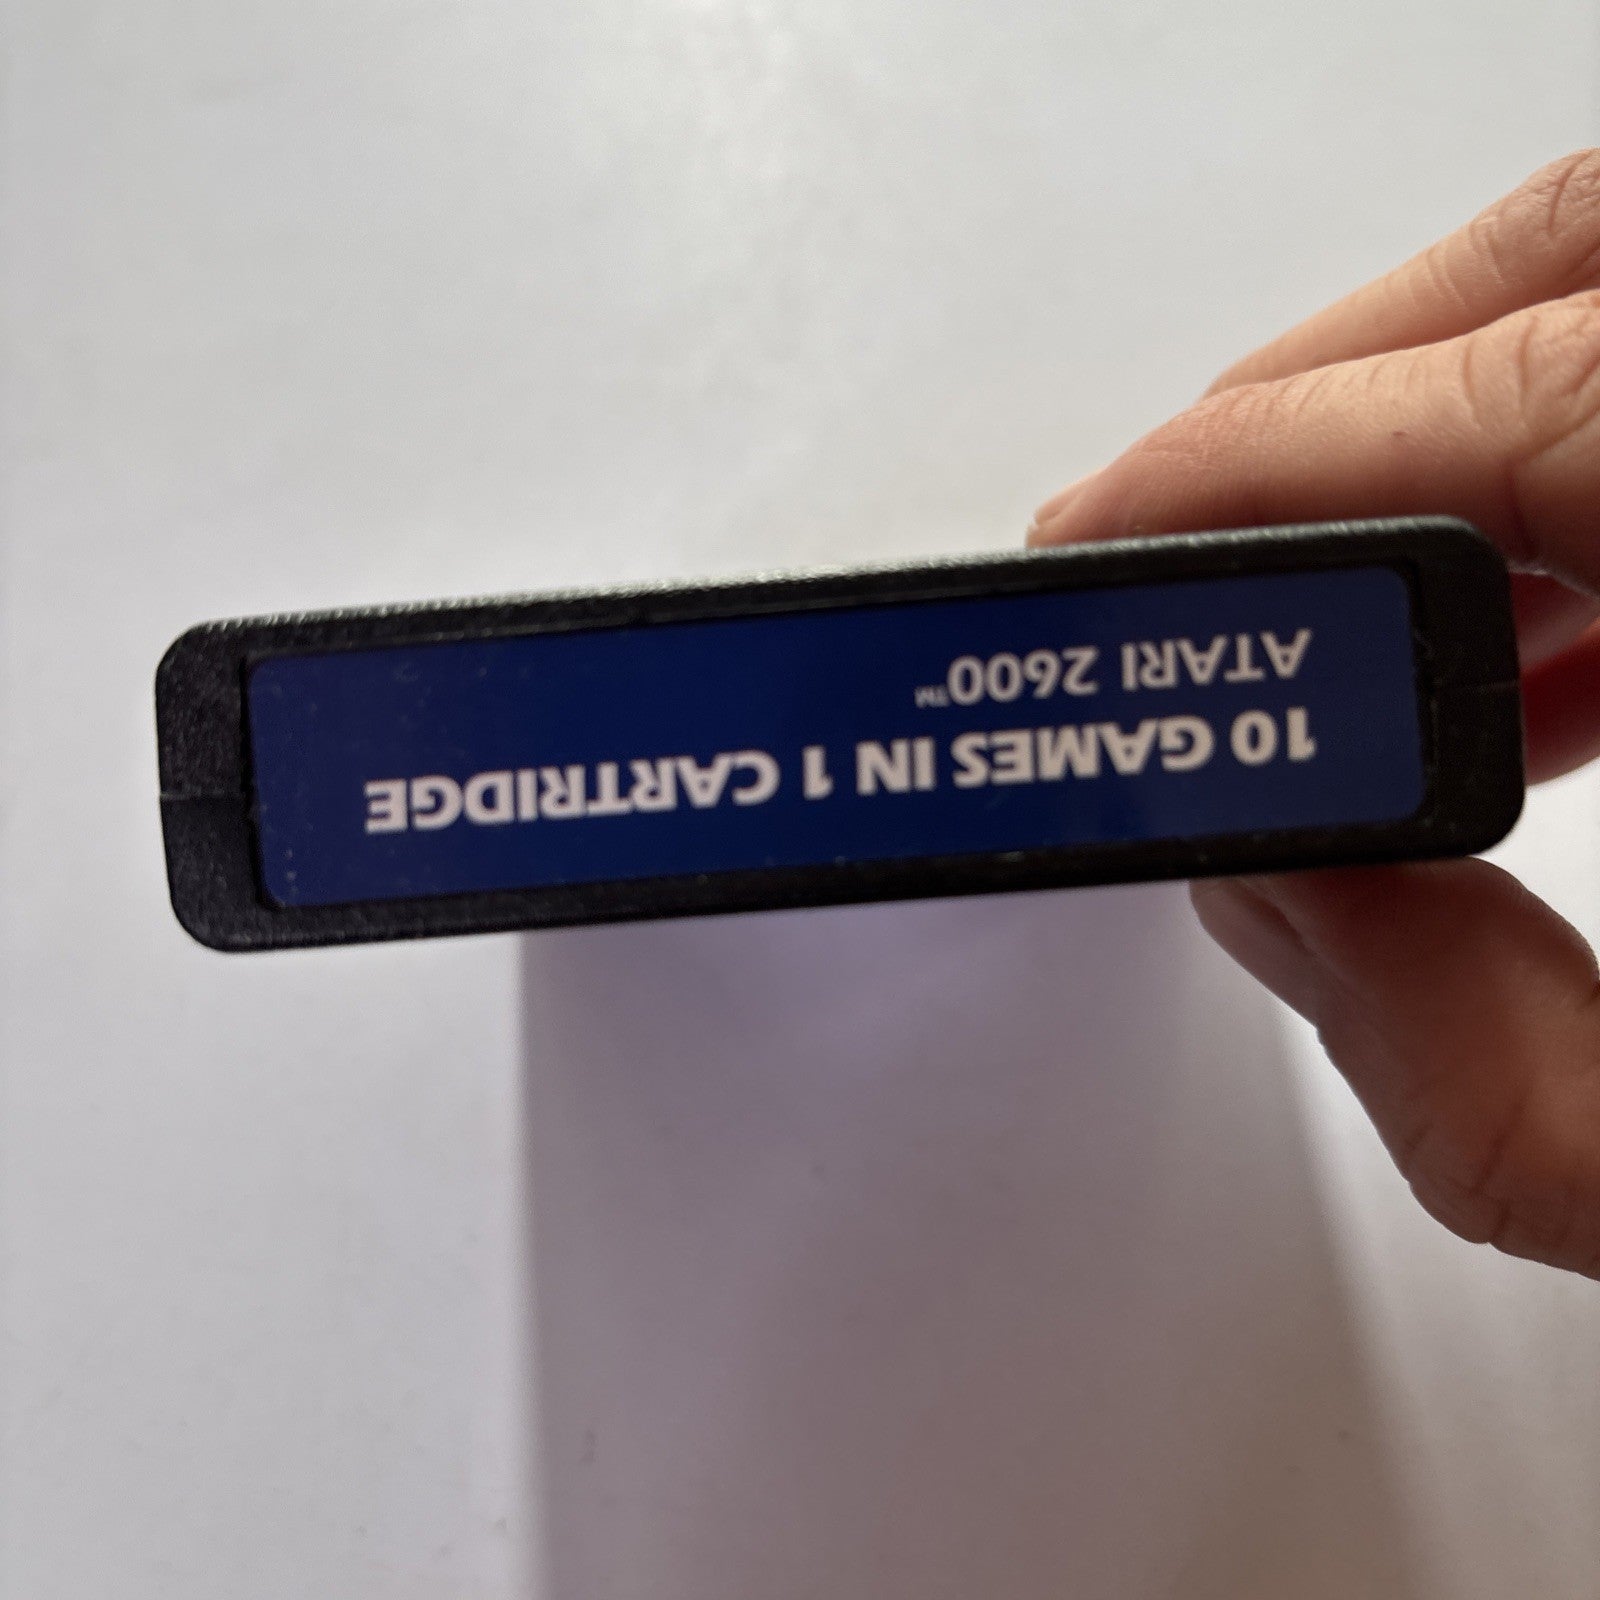 10 GAMES IN 1 CARTRIDGE
ATARI 2600™